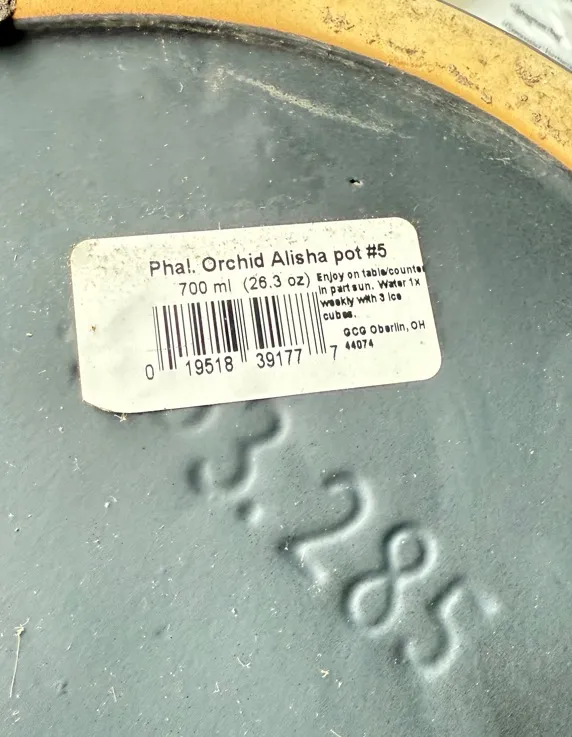 Phal. Orchid Alisha pot #5
700 ml (26.3 oz)
Enjoy on table/counter
in part sun. Water 1x
weekly with 3 ice
cubes.
GCG Oberlin, OH
44074
0 19518 39177 7
3.285